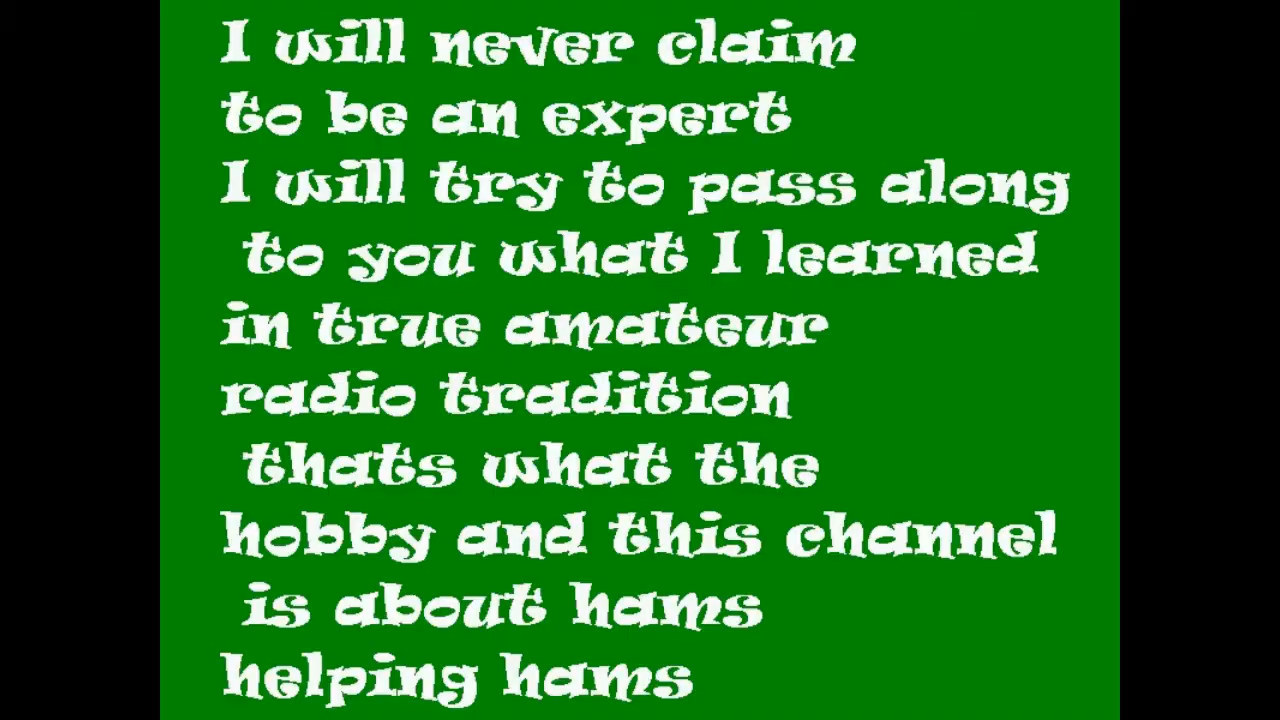 I will never claim
to be an expert
I will try to pass along
to you what I learned
in true amateur
radio tradition
thats what the
hobby and this channel
is about hams
helping hams